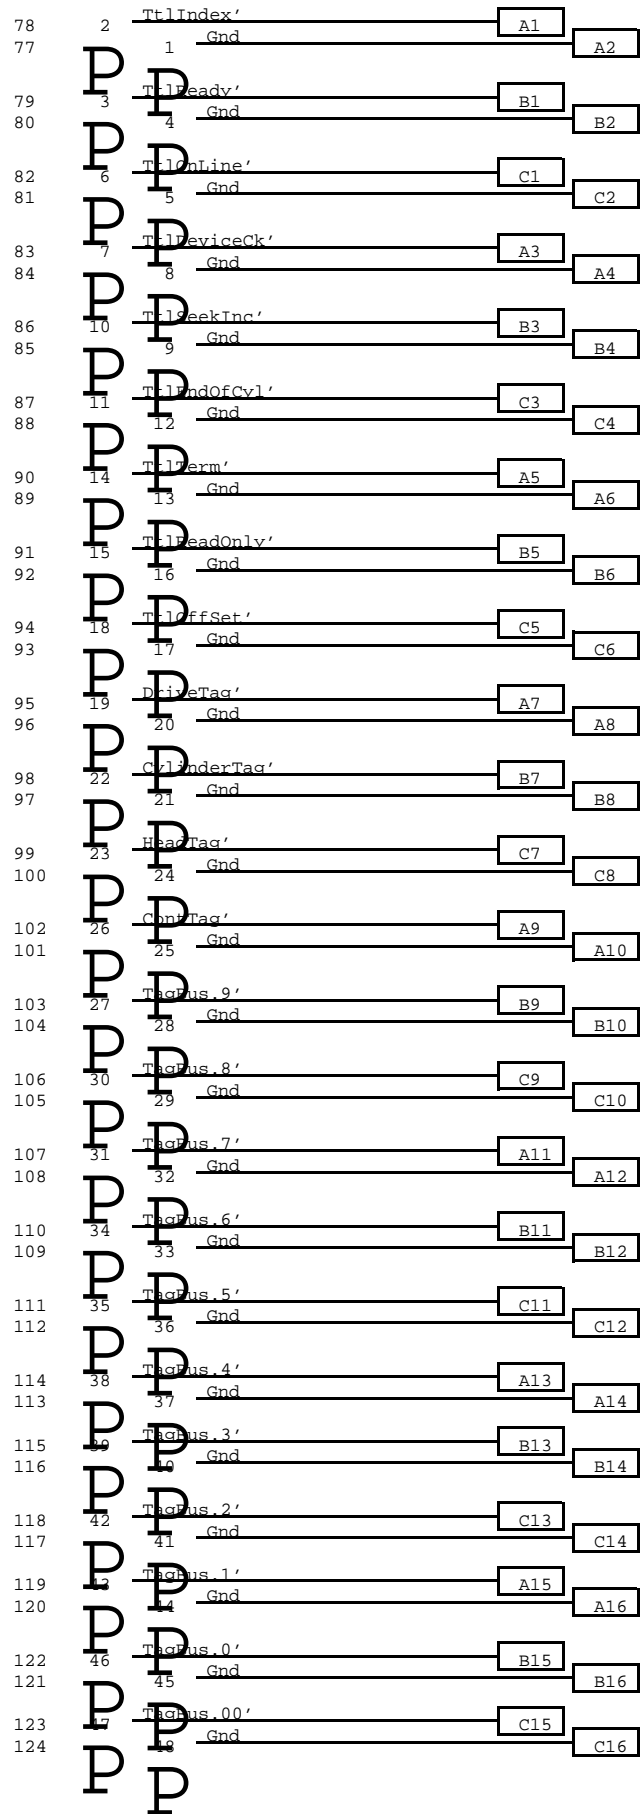 78 2 TtlIndex' A1
77 1 Gnd A2
P P
79 3 TtlReady' B1
80 4 Gnd B2
P P
82 6 TtlOnLine' C1
81 5 Gnd C2
P P
83 7 TtlDeviceCk' A3
84 8 Gnd A4
P P
86 10 TtlSeekInc' B3
85 9 Gnd B4
P P
87 11 TtlEndOfCyl' C3
88 12 Gnd C4
P P
90 14 TtlTerm' A5
89 13 Gnd A6
P P
91 15 TtlReadOnly' B5
92 16 Gnd B6
P P
94 18 TtlOffSet' C5
93 17 Gnd C6
P P
95 19 DriveTag' A7
96 20 Gnd A8
P P
98 22 CylinderTag' B7
97 21 Gnd B8
P P
99 23 HeadTag' C7
100 24 Gnd C8
P P
102 26 ContTag' A9
101 25 Gnd A10
P P
103 27 TagBus.9' B9
104 28 Gnd B10
P P
106 30 TagBus.8' C9
105 29 Gnd C10
P P
107 31 TagBus.7' A11
108 32 Gnd A12
P P
110 34 TagBus.6' B11
109 33 Gnd B12
P P
111 35 TagBus.5' C11
112 36 Gnd C12
P P
114 38 TagBus.4' A13
113 37 Gnd A14
P P
115 39 TagBus.3' B13
116 40 Gnd B14
P P
118 42 TagBus.2' C13
117 41 Gnd C14
P P
119 43 TagBus.1' A15
120 44 Gnd A16
P P
122 46 TagBus.0' B15
121 45 Gnd B16
P P
123 47 TagBus.00' C15
124 48 Gnd C16
P P